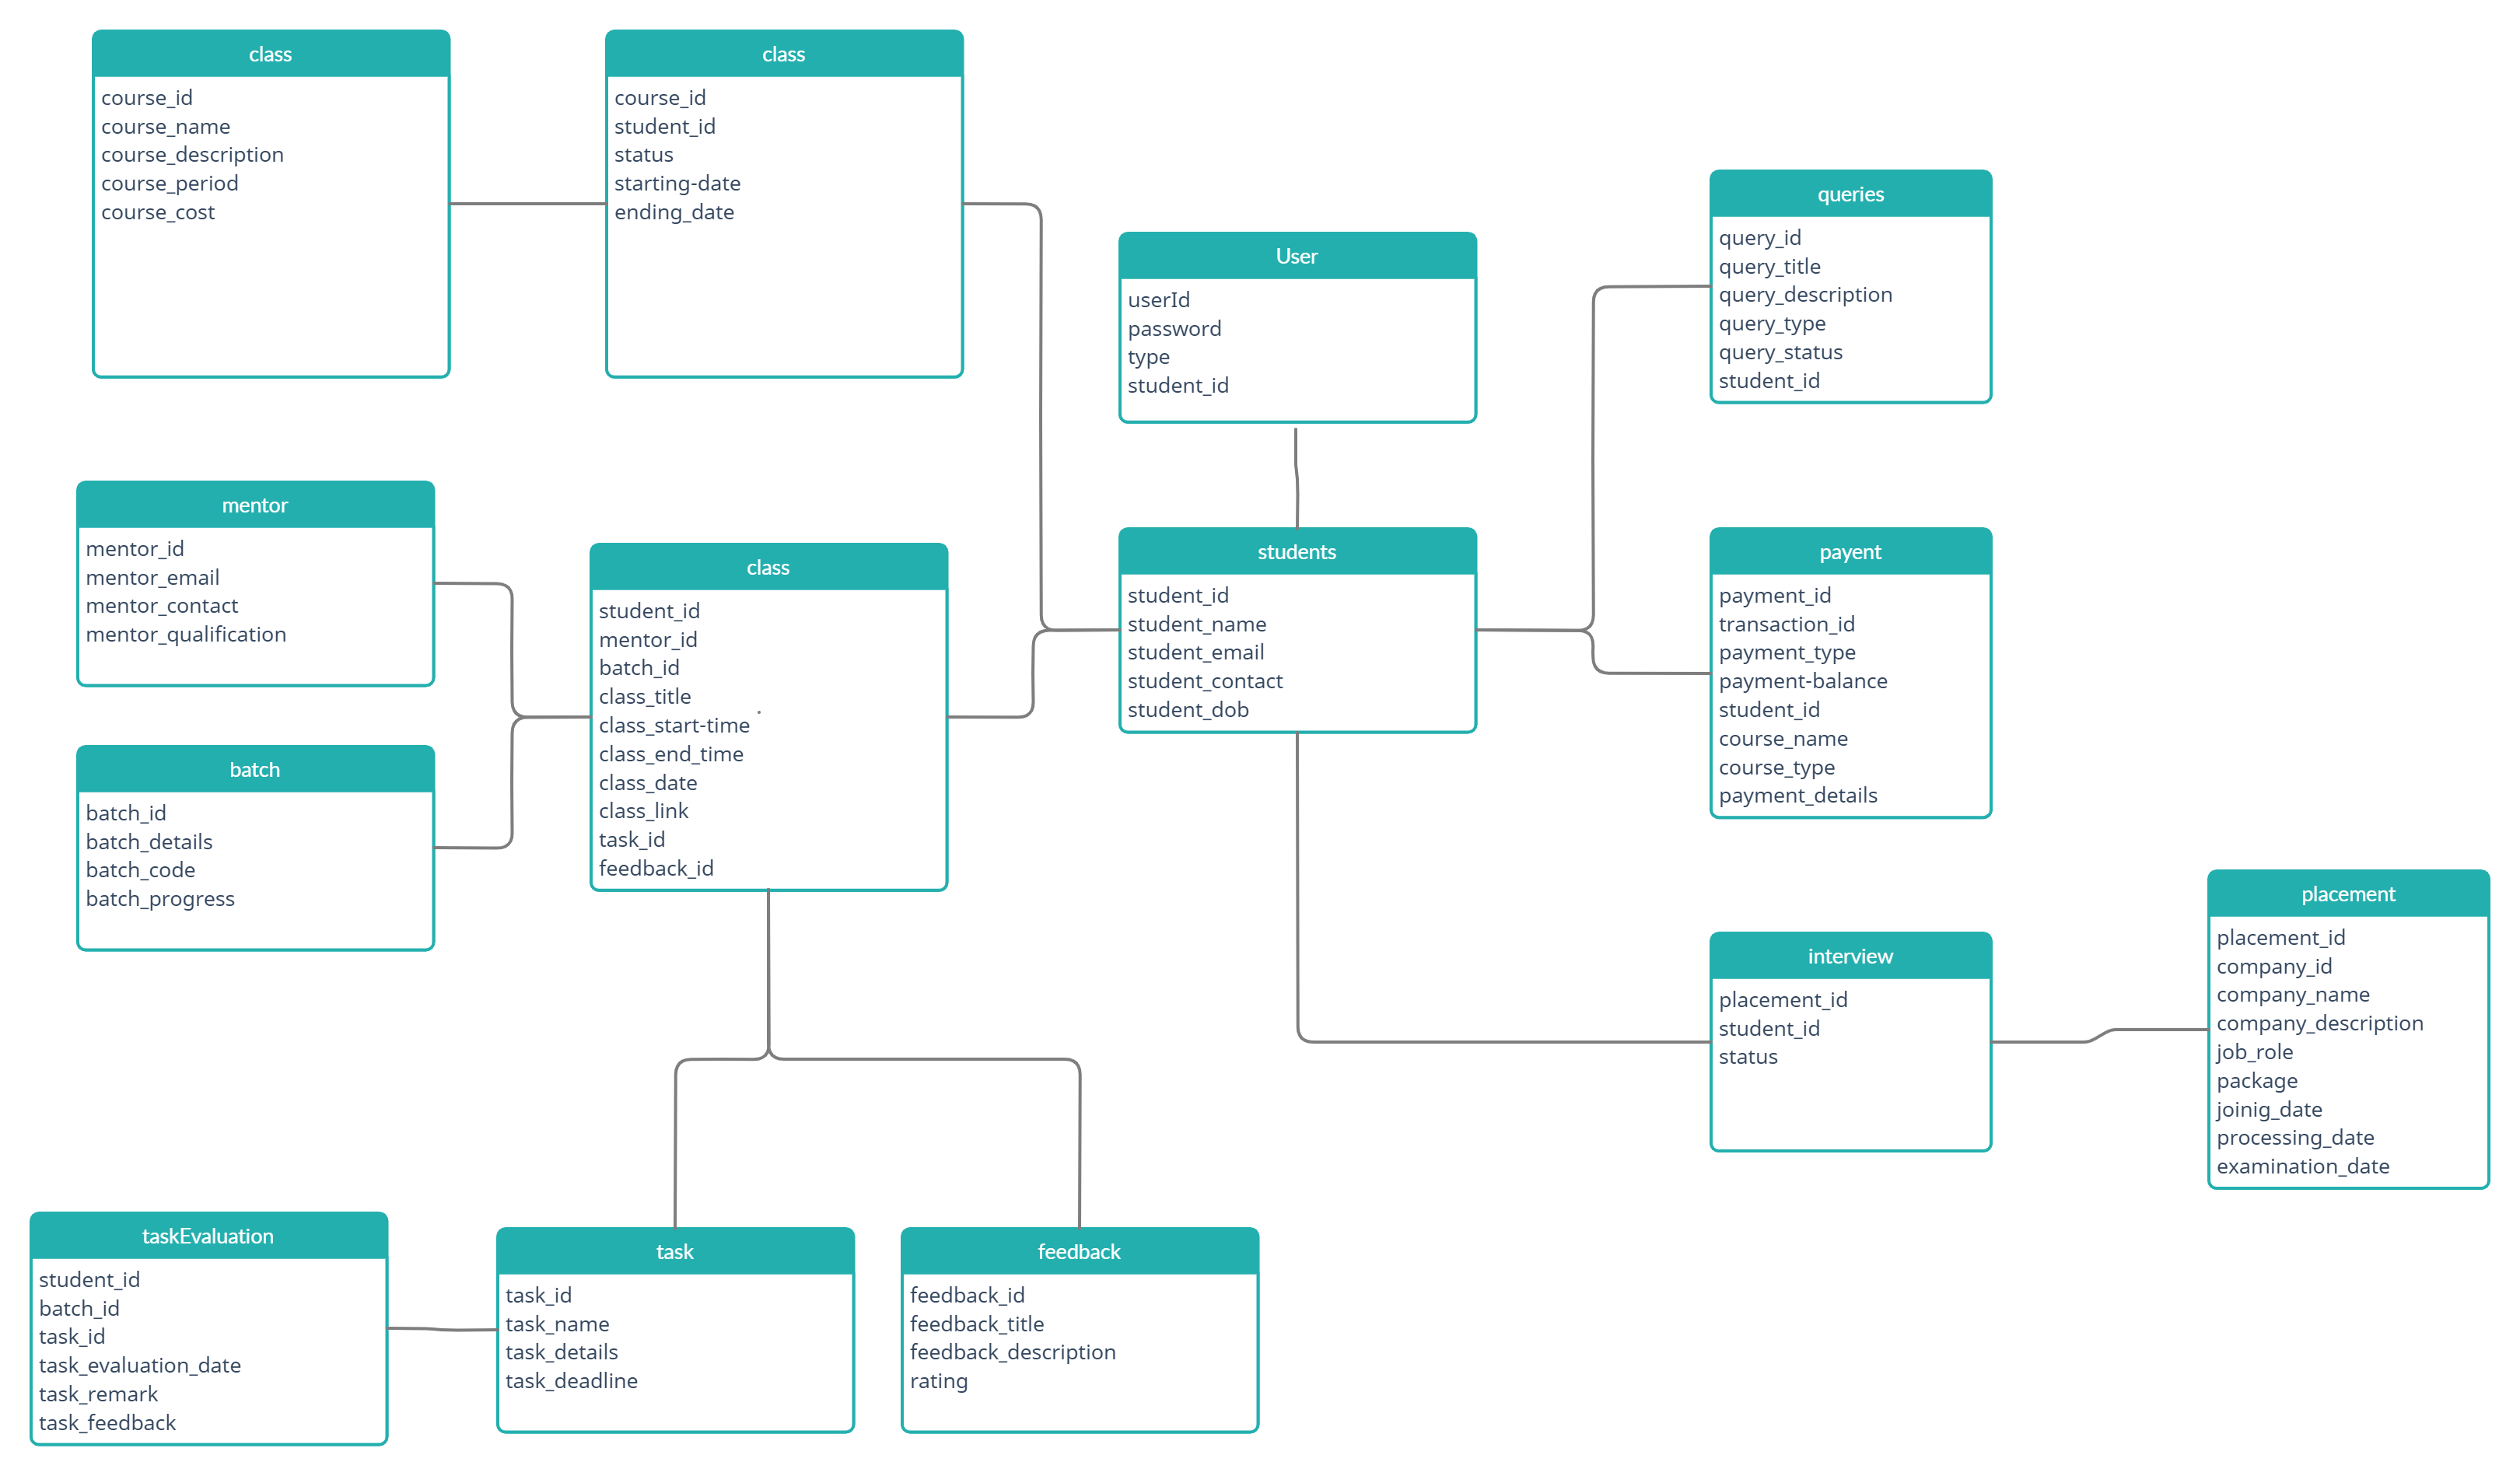 class
course_id
course_name
course_description
course_period
course_cost
class
course_id
student_id
status
starting-date
ending_date
User
userId
password
type
student_id
queries
query_id
query_title
query_description
query_type
query_status
student_id
mentor
mentor_id
mentor_email
mentor_contact
mentor_qualification
class
student_id
mentor_id
batch_id
class_title
class_start-time
class_end_time
class_date
class_link
task_id
feedback_id
students
student_id
student_name
student_email
student_contact
student_dob
payent
payment_id
transaction_id
payment_type
payment-balance
student_id
course_name
course_type
payment_details
batch
batch_id
batch_details
batch_code
batch_progress
interview
placement_id
student_id
status
placement
placement_id
company_id
company_name
company_description
job_role
package
joinig_date
processing_date
examination_date
taskEvaluation
student_id
batch_id
task_id
task_evaluation_date
task_remark
task_feedback
task
task_id
task_name
task_details
task_deadline
feedback
feedback_id
feedback_title
feedback_description
rating